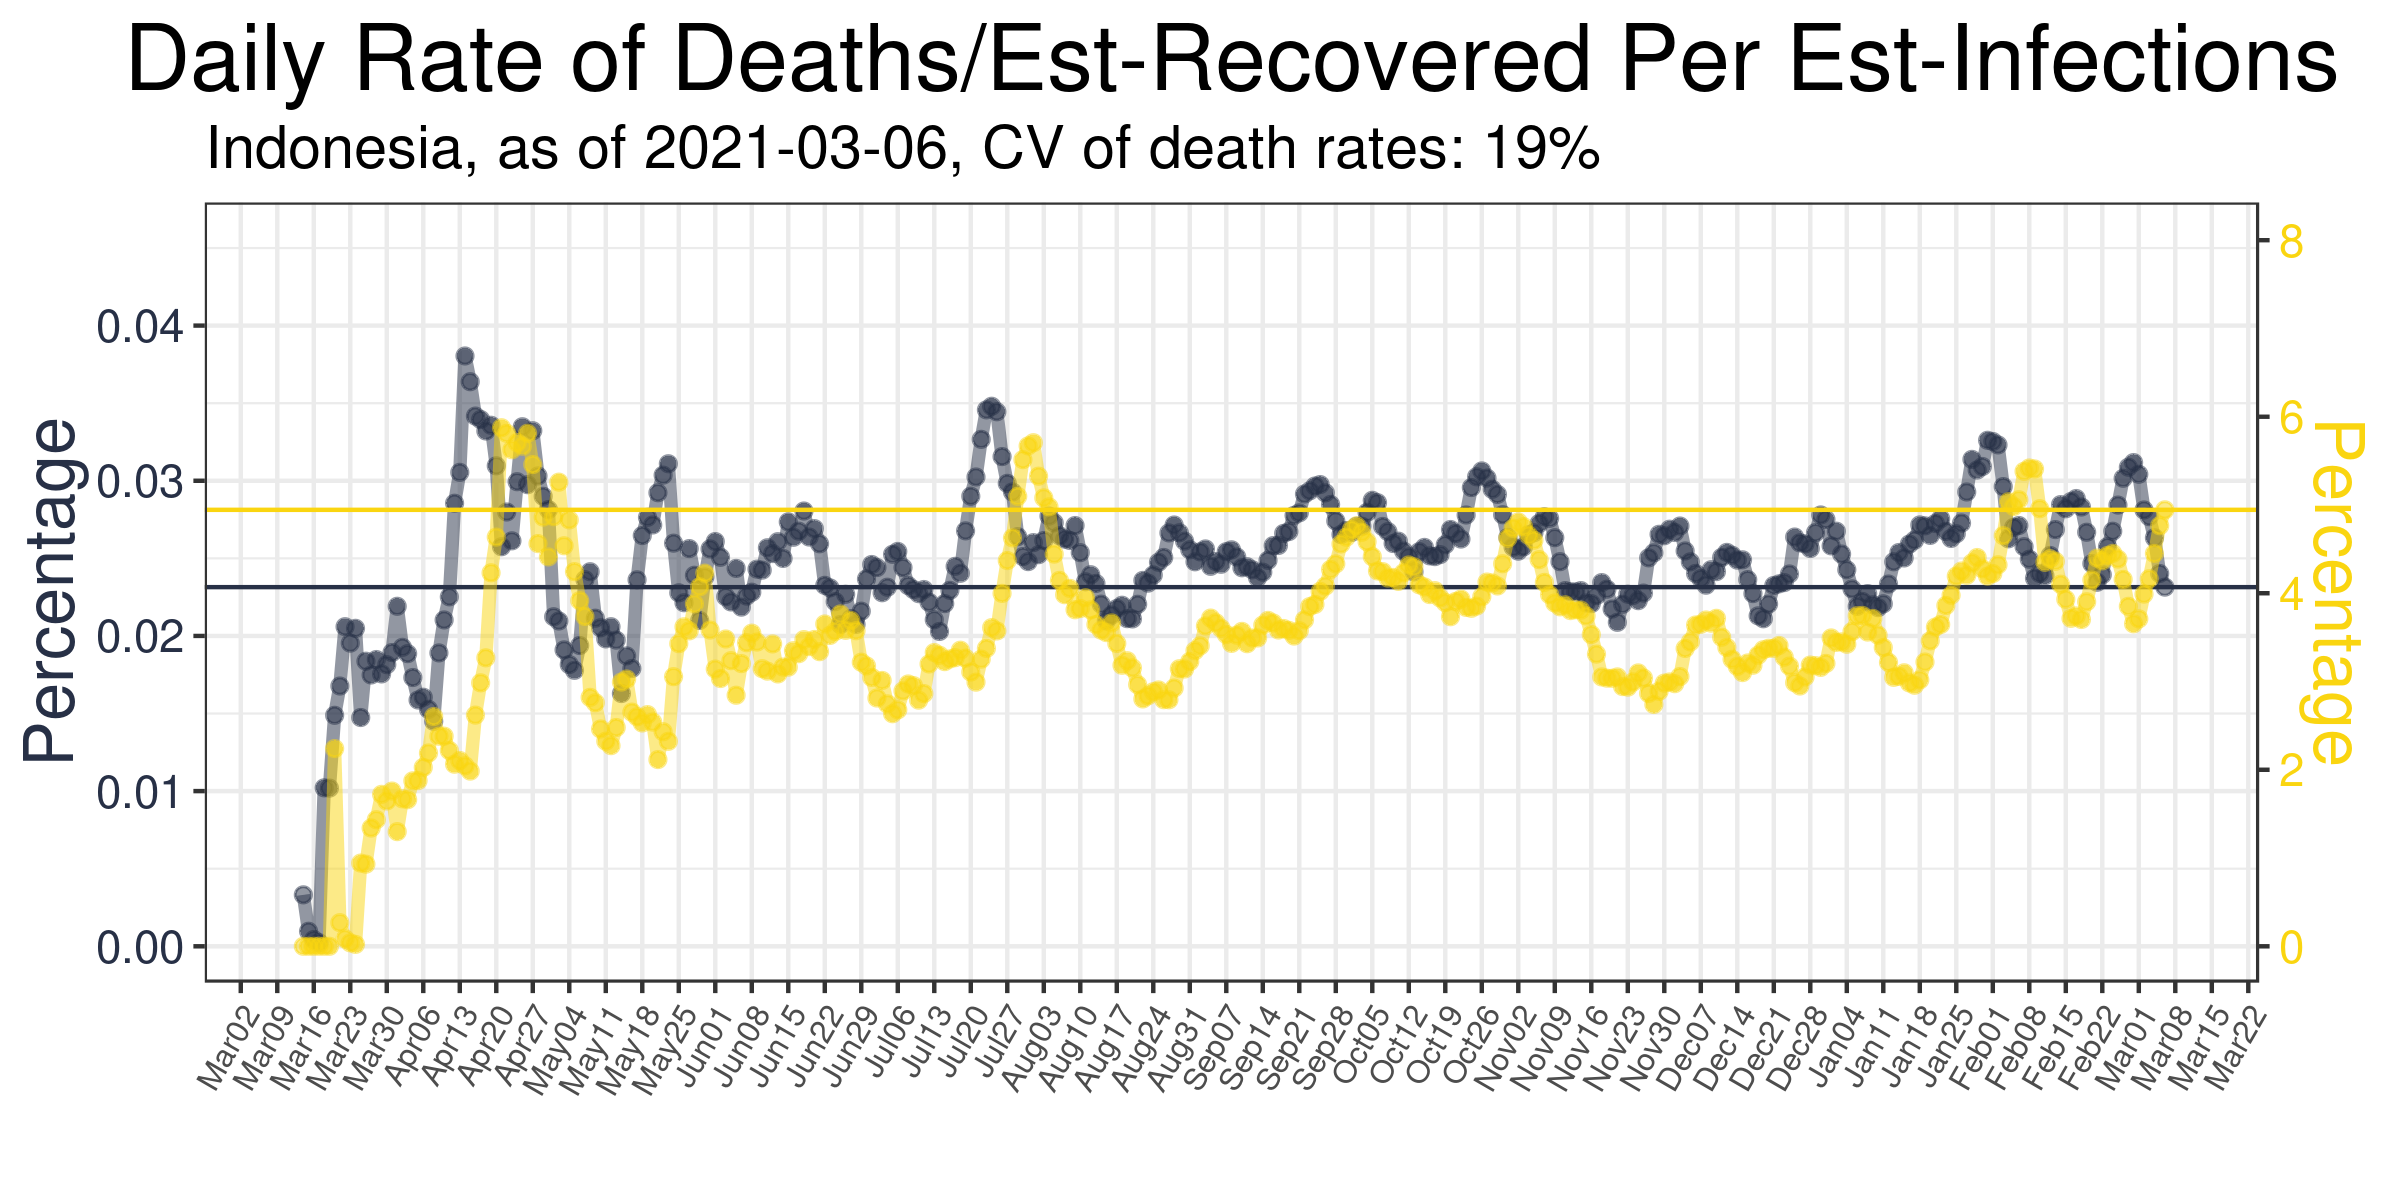 Daily Rate of Deaths/Est-Recovered Per Est-Infections
Indonesia, as of 2021-03-06, CV of death rates: 19%
Percentage
0.04
0.03
0.02
0.01
0.00
8
6
4
2
0
Percentage
Mar02
Mar09
Mar16
Mar23
Mar30
Apr06
Apr13
Apr20
Apr27
May04
May11
May18
May25
Jun01
Jun08
Jun15
Jun22
Jun29
Jul06
Jul13
Jul20
Jul27
Aug03
Aug10
Aug17
Aug24
Aug31
Sep07
Sep14
Sep21
Sep28
Oct05
Oct12
Oct19
Oct26
Nov02
Nov09
Nov16
Nov23
Nov30
Dec07
Dec14
Dec21
Dec28
Jan04
Jan11
Jan18
Jan25
Feb01
Feb08
Feb15
Feb22
Mar01
Mar08
Mar15
Mar22